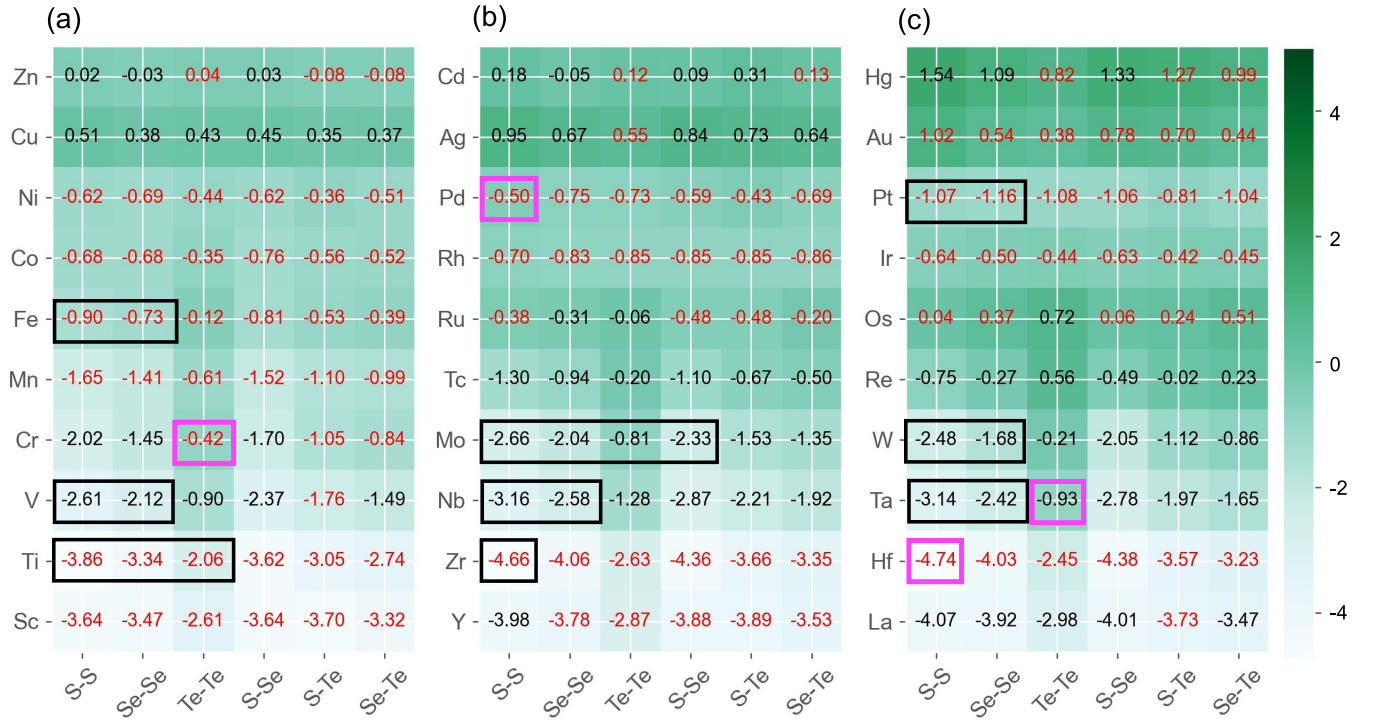 (a) (b) (c)
Zn 0.02 -0.03 0.04 0.03 -0.08 -0.08 Cd 0.18 -0.05 0.12 0.09 0.31 0.13 Hg 1.54 1.09 0.82 1.33 1.27 0.99
4
Cu 0.51 0.38 0.43 0.45 0.35 0.37 Ag 0.95 0.67 0.55 0.84 0.73 0.64 Au 1.02 0.54 0.38 0.78 0.70 0.44
Ni -0.62 -0.69 -0.44 -0.62 -0.36 -0.51 Pd -0.50 -0.75 -0.73 -0.59 -0.43 -0.69 Pt -1.07 -1.16 -1.08 -1.06 -0.81 -1.04
2
Co -0.68 -0.68 -0.35 -0.76 -0.56 -0.52 Rh -0.70 -0.83 -0.85 -0.85 -0.85 -0.86 Ir -0.64 -0.50 -0.44 -0.63 -0.42 -0.45
Fe -0.90 -0.73 -0.12 -0.81 -0.53 -0.39 Ru -0.38 -0.31 -0.06 -0.48 -0.48 -0.20 Os 0.04 0.37 0.72 0.06 0.24 0.51
0
Mn -1.65 -1.41 -0.61 -1.52 -1.10 -0.99 Tc -1.30 -0.94 -0.20 -1.10 -0.67 -0.50 Re -0.75 -0.27 0.56 -0.49 -0.02 0.23
Cr -2.02 -1.45 -0.42 -1.70 -1.05 -0.84 Mo -2.66 -2.04 -0.81 -2.33 -1.53 -1.35 W -2.48 -1.68 -0.21 -2.05 -1.12 -0.86
-2
V -2.61 -2.12 -0.90 -2.37 -1.76 -1.49 Nb -3.16 -2.58 -1.28 -2.87 -2.21 -1.92 Ta -3.14 -2.42 -0.93 -2.78 -1.97 -1.65
Ti -3.86 -3.34 -2.06 -3.62 -3.05 -2.74 Zr -4.66 -4.06 -2.63 -4.36 -3.66 -3.35 Hf -4.74 -4.03 -2.45 -4.38 -3.57 -3.23
-4
Sc -3.64 -3.47 -2.61 -3.64 -3.70 -3.32 Y -3.98 -3.78 -2.87 -3.88 -3.89 -3.53 La -4.07 -3.92 -2.98 -4.01 -3.73 -3.47
S-S Se-Se Te-Te S-Se S-Te Se-Te S-S Se-Se Te-Te S-Se S-Te Se-Te S-S Se-Se Te-Te S-Se S-Te Se-Te